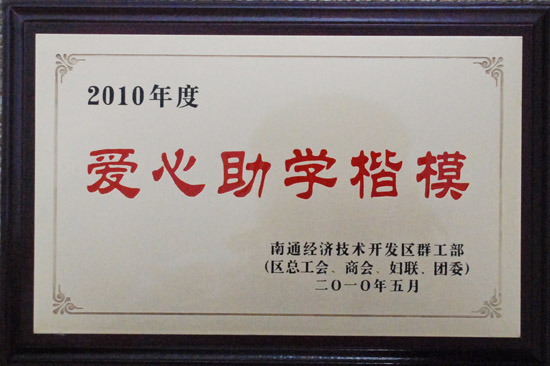 2010年度
爱心助学楷模
南通经济技术开发区群工部
(区总工会、商会、妇联、团委)
二〇一〇年五月